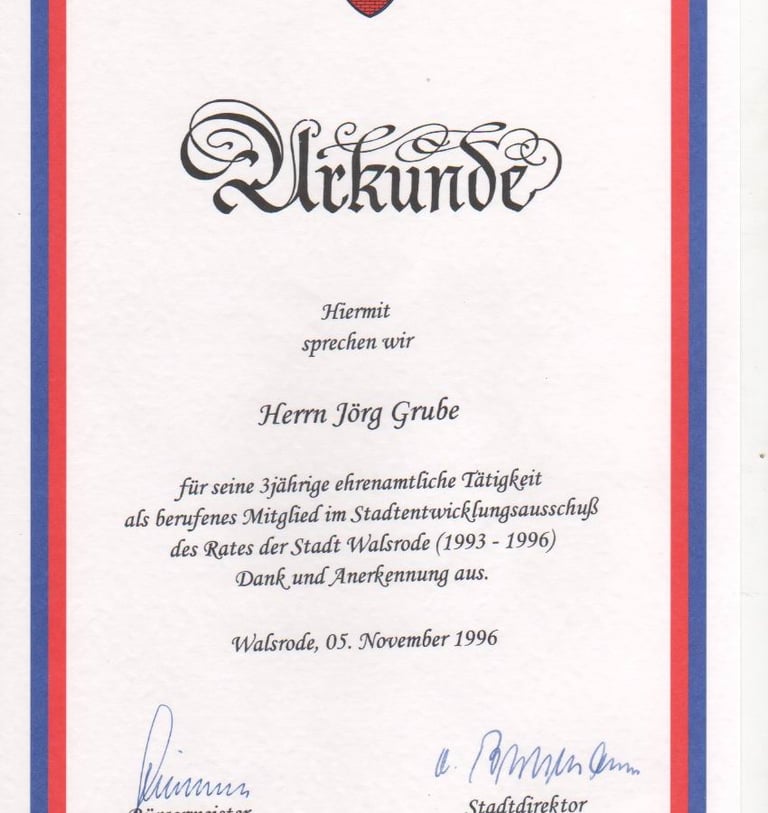 Urkunde
Hiermit
sprechen wir
Herrn Jörg Grube
für seine 3jährige ehrenamtliche Tätigkeit
als berufenes Mitglied im Stadtentwicklungsausschuß
des Rates der Stadt Walsrode (1993 - 1996)
Dank und Anerkennung aus.
Walsrode, 05. November 1996
Bürgermeister Stadtdirektor